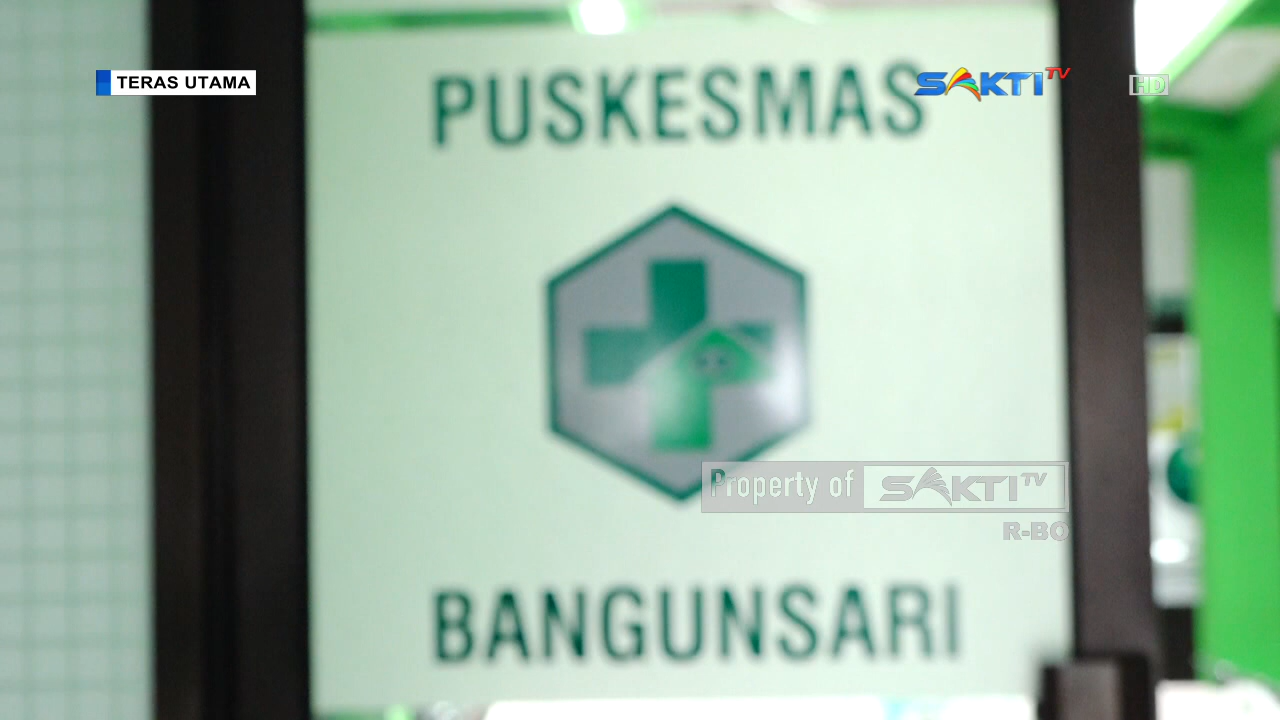 TERAS UTAMA
SAKTI TV
HD
PUSKESMAS
Property of SAKTI TV
R-BO
BANGUNSARI